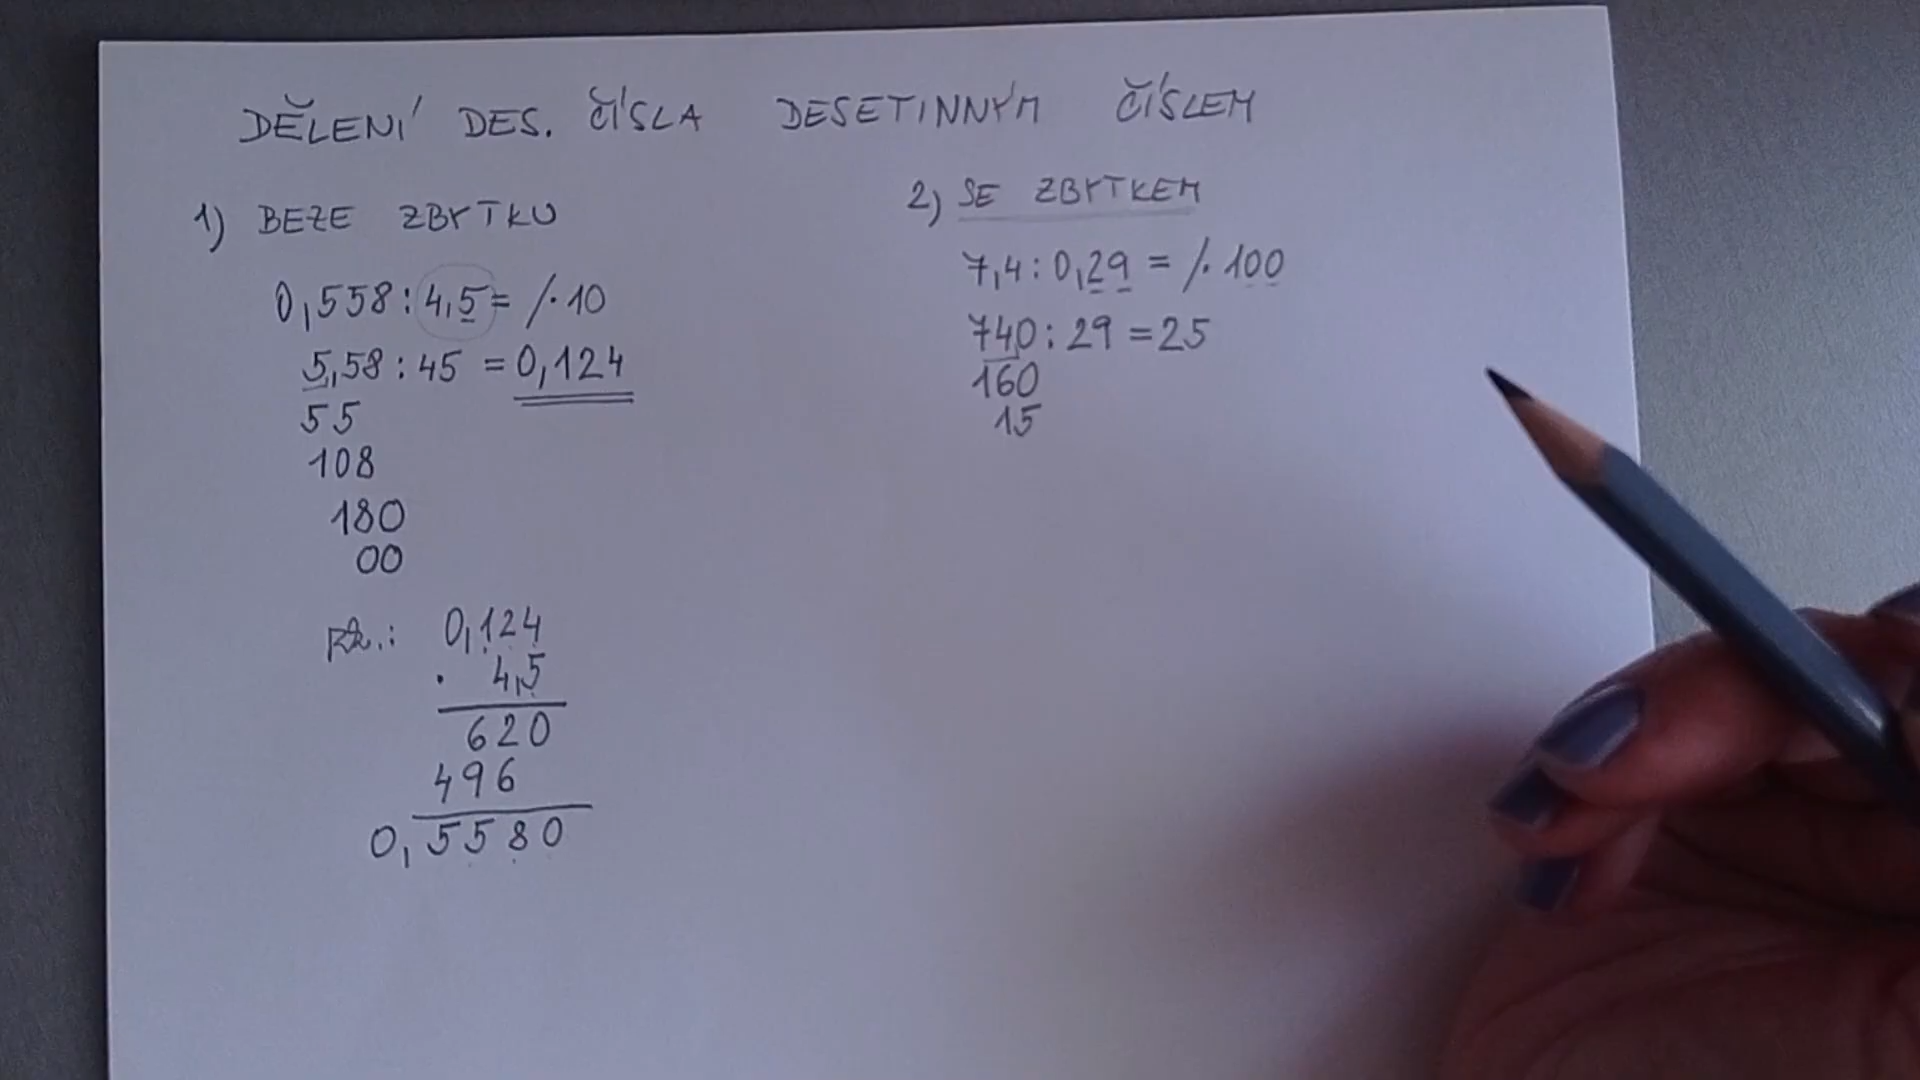 DĚLENÍ DES. ČÍSLA DESETINNÝM ČÍSLEM
1) BEZE ZBYTKU
0,558 : 4,5 = /· 10
5,58 : 45 = 0,124
55
108
180
00
Zk.: 0,124
· 4,5
620
496
0,5580
2) SE ZBYTKEM
7,4 : 0,29 = /· 100
740 : 29 = 25
160
15